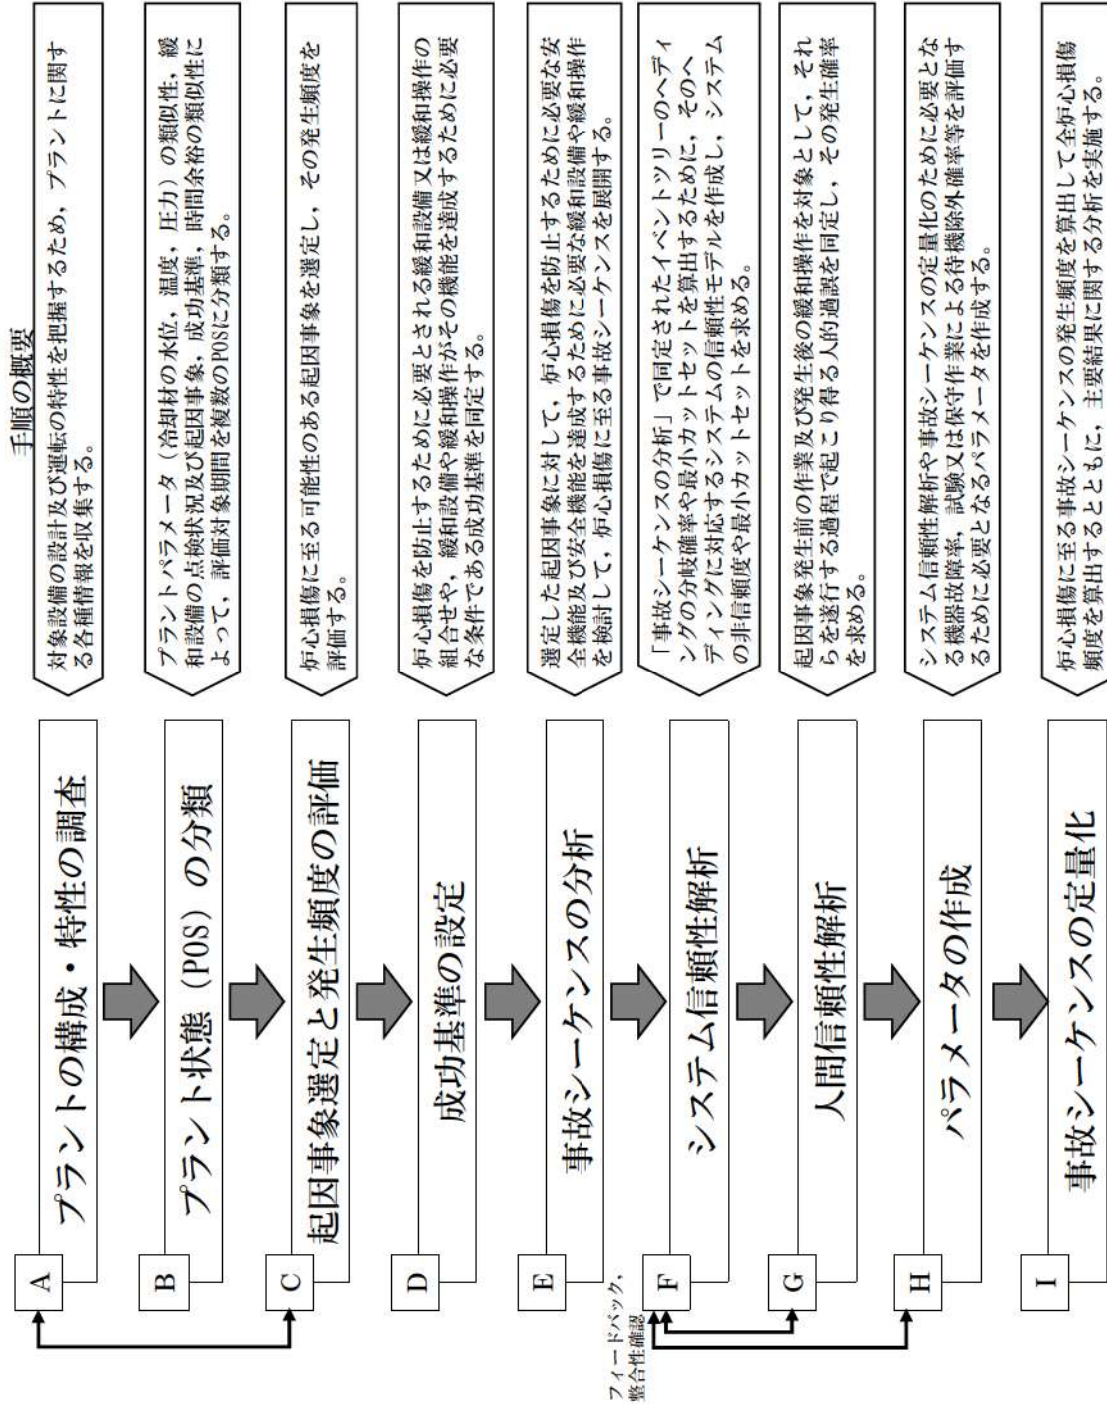 手順の概要
A
プラントの構成・特性の調査
対象設備の設計及び運転の特性を把握するため，プラントに関す
る各種情報を収集する。
B
プラント状態（POS）の分類
プラントパラメータ（冷却材の水位，温度，圧力）の類似性，緩
和設備の点検状況及び起因事象，成功基準，時間余裕の類似性に
よって，評価対象期間を複数のPOSに分類する。
C
起因事象選定と発生頻度の評価
炉心損傷に至る可能性のある起因事象を選定し，その発生頻度を
評価する。
D
成功基準の設定
炉心損傷を防止するために必要とされる緩和設備又は緩和操作の
組合せや，緩和設備や緩和操作がその機能を達成するために必要
な条件である成功基準を同定する。
E
事故シーケンスの分析
選定した起因事象に対して，炉心損傷を防止するために必要な安
全機能及び安全機能を達成するために必要な緩和設備や緩和操作
を検討して，炉心損傷に至る事故シーケンスを展開する。
フィードバック、
整合性確認
F
システム信頼性解析
「事故シーケンスの分析」で同定されたイベントツリーのヘディ
ングの分岐確率や最小カットセットを算出するために，そのヘ
ディングに対応するシステムの信頼性モデルを作成し，システム
の非信頼度や最小カットセットを求める。
G
人間信頼性解析
起因事象発生前の作業及び発生後の緩和操作を対象として，それ
らを遂行する過程で起こり得る人的過誤を同定し，その発生確率
を求める。
H
パラメータの作成
システム信頼性解析や事故シーケンスの定量化のために必要とな
る機器故障率，試験又は保守作業による待機除外確率等を評価す
るために必要となるパラメータを作成する。
I
事故シーケンスの定量化
炉心損傷に至る事故シーケンスの発生頻度を算出して全炉心損傷
頻度を算出するとともに，主要結果に関する分析を実施する。